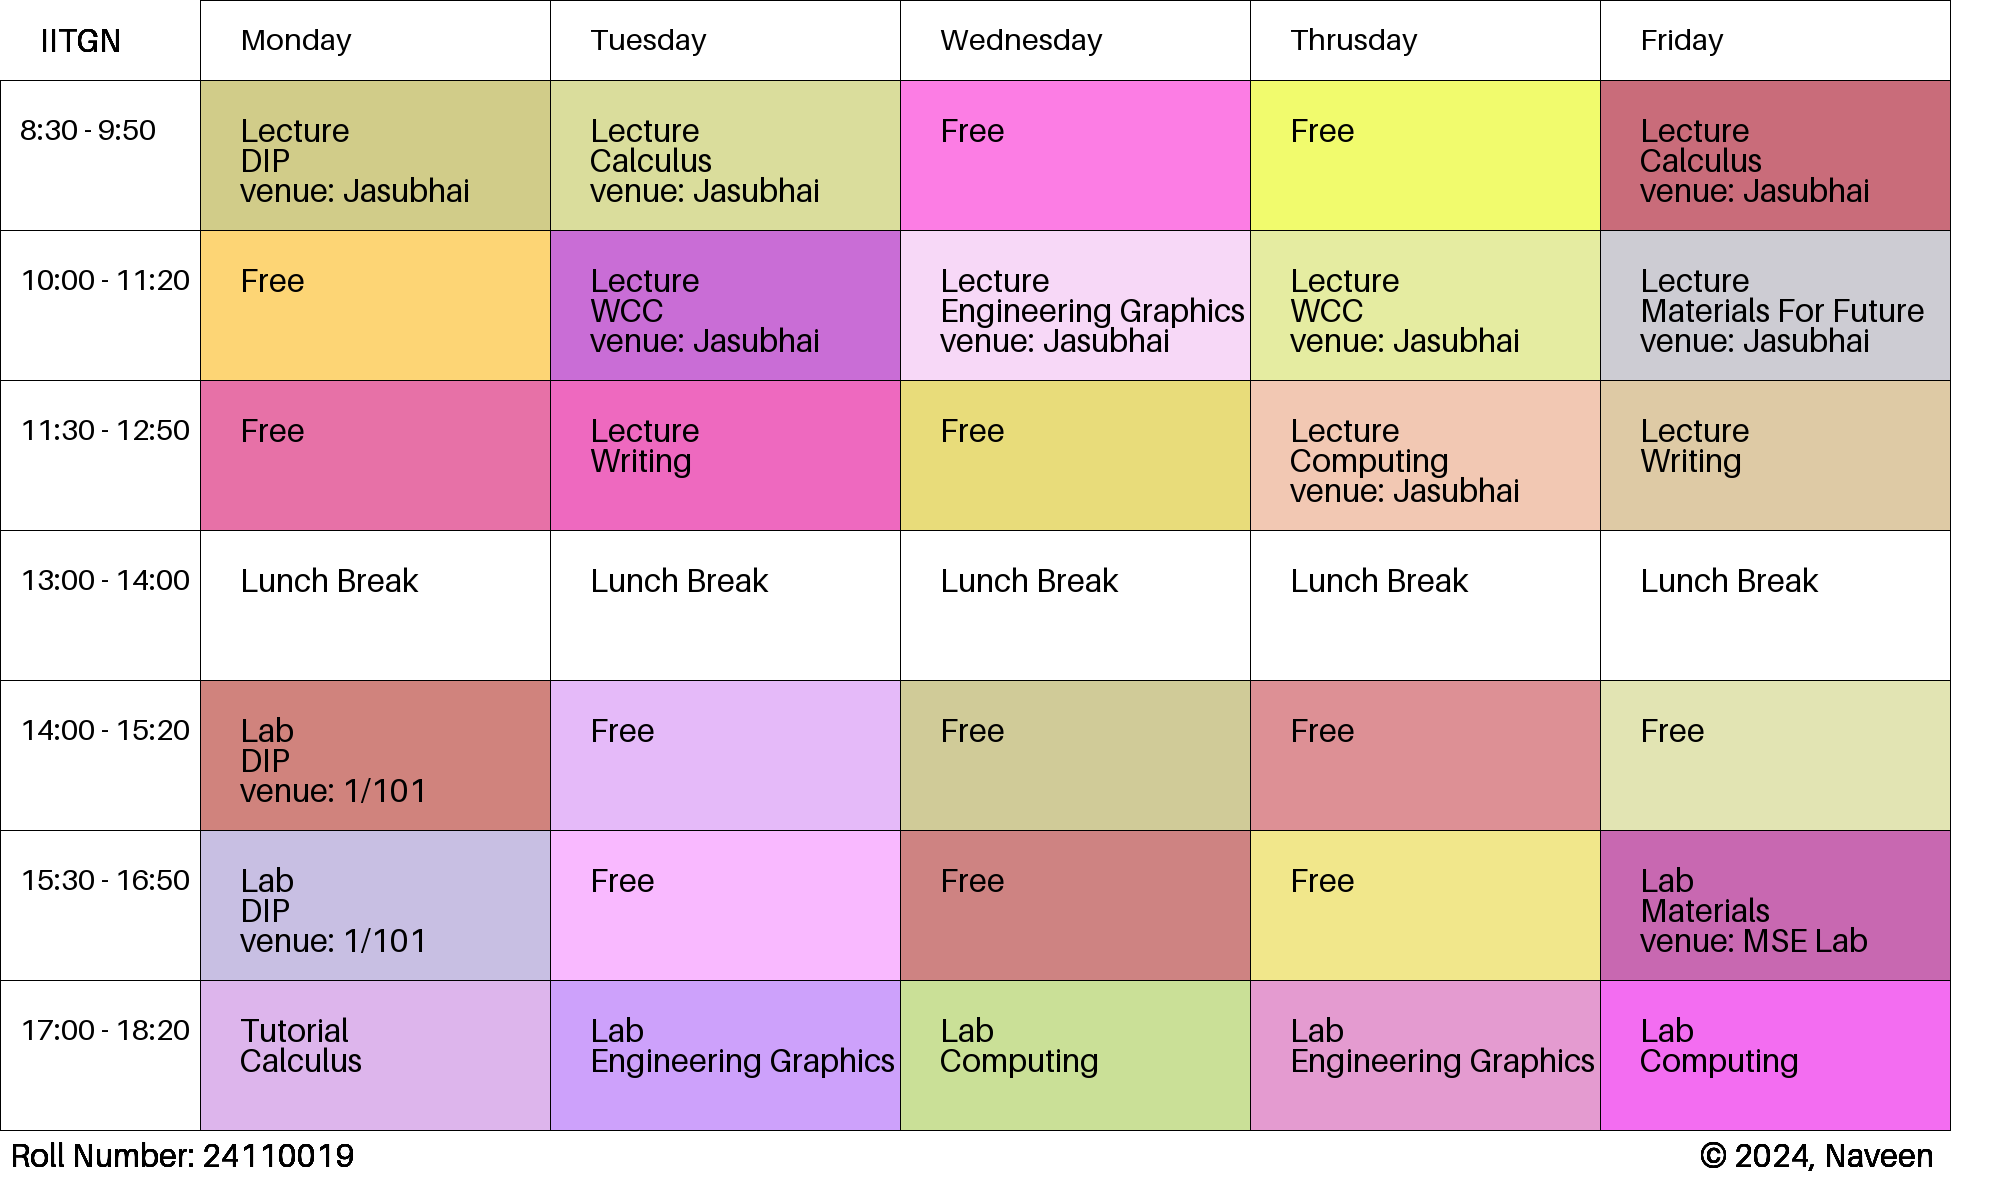 IITGN Monday Tuesday Wednesday Thrusday Friday
8:30 - 9:50
Lecture
DIP
venue: Jasubhai
Lecture
Calculus
venue: Jasubhai
Free
Free
Lecture
Calculus
venue: Jasubhai
10:00 - 11:20
Free
Lecture
WCC
venue: Jasubhai
Lecture
Engineering Graphics
venue: Jasubhai
Lecture
WCC
venue: Jasubhai
Lecture
Materials For Future
venue: Jasubhai
11:30 - 12:50
Free
Lecture
Writing
Free
Lecture
Computing
venue: Jasubhai
Lecture
Writing
13:00 - 14:00
Lunch Break
Lunch Break
Lunch Break
Lunch Break
Lunch Break
14:00 - 15:20
Lab
DIP
venue: 1/101
Free
Free
Free
Free
15:30 - 16:50
Lab
DIP
venue: 1/101
Free
Free
Free
Lab
Materials
venue: MSE Lab
17:00 - 18:20
Tutorial
Calculus
Lab
Engineering Graphics
Lab
Computing
Lab
Engineering Graphics
Lab
Computing
Roll Number: 24110019
© 2024, Naveen